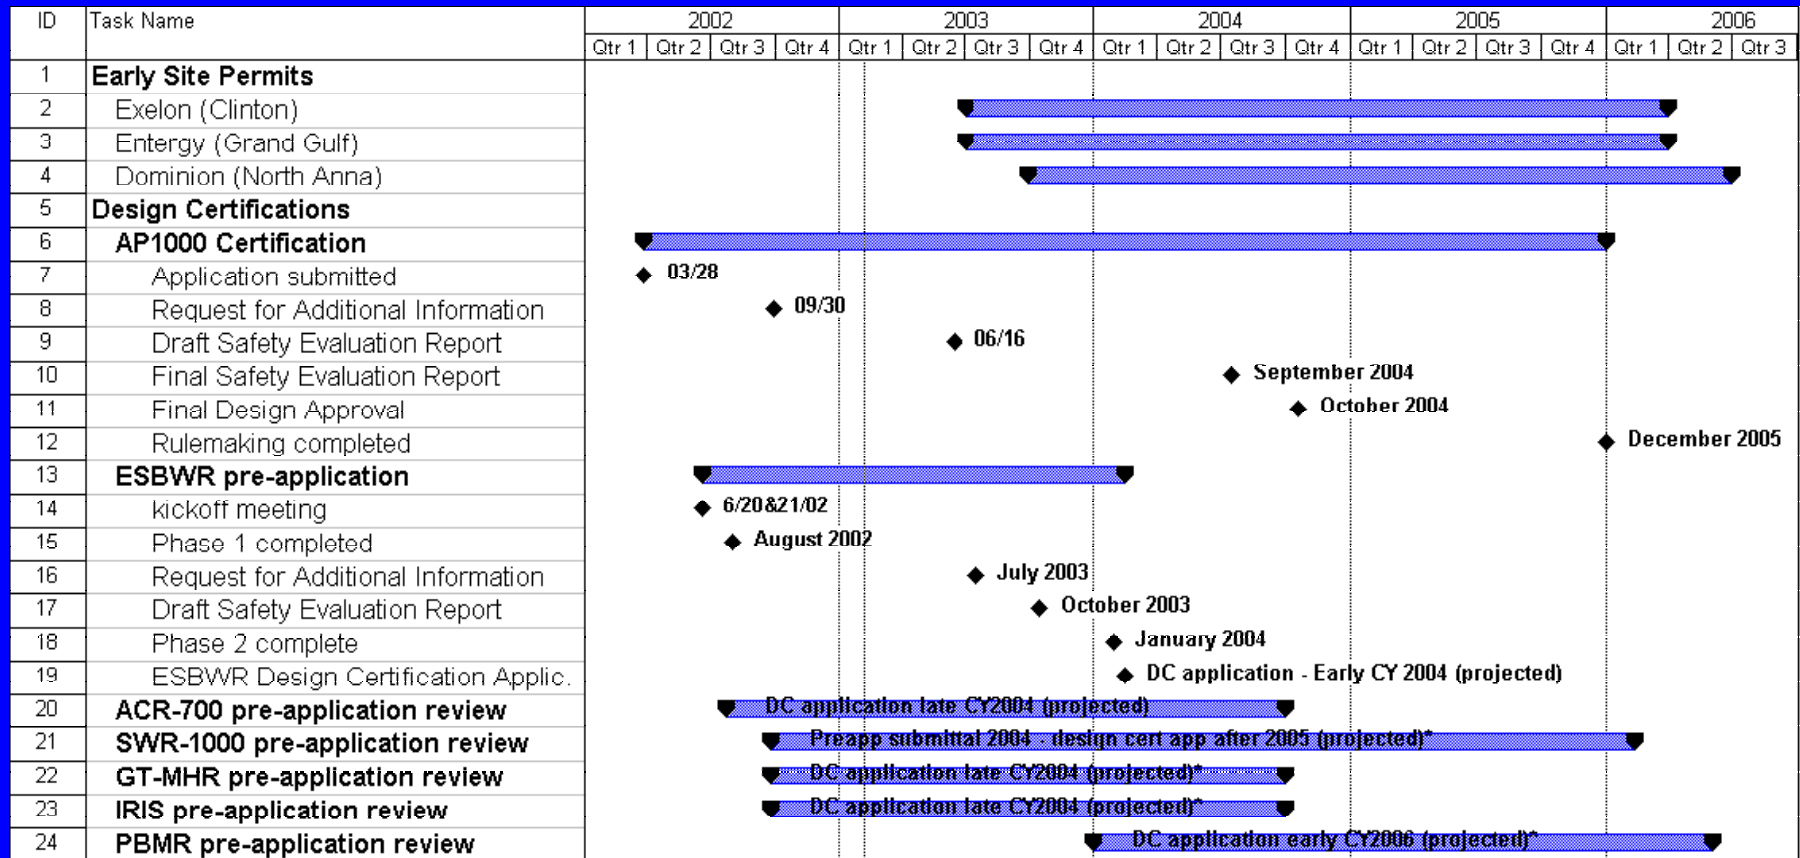 ID Task Name 2002 2003 2004 2005 2006
Qtr 1 Qtr 2 Qtr 3 Qtr 4 Qtr 1 Qtr 2 Qtr 3 Qtr 4 Qtr 1 Qtr 2 Qtr 3 Qtr 4 Qtr 1 Qtr 2 Qtr 3 Qtr 4 Qtr 1 Qtr 2 Qtr 3
1 Early Site Permits
2 Exelon (Clinton)
3 Entergy (Grand Gulf)
4 Dominion (North Anna)
5 Design Certifications
6 AP1000 Certification
7 Application submitted 03/28
8 Request for Additional Information 09/30
9 Draft Safety Evaluation Report 06/16
10 Final Safety Evaluation Report September 2004
11 Final Design Approval October 2004
12 Rulemaking completed December 2005
13 ESBWR pre-application
14 kickoff meeting 6/20&21/02
15 Phase 1 completed August 2002
16 Request for Additional Information July 2003
17 Draft Safety Evaluation Report October 2003
18 Phase 2 complete January 2004
19 ESBWR Design Certification Applic. DC application - Early CY 2004 (projected)
20 ACR-700 pre-application review DC application late CY2004 (projected)
21 SWR-1000 pre-application review Preapp submittal 2004 - design cert app after 2005 (projected)*
22 GT-MHR pre-application review DC application late CY2004 (projected)*
23 IRIS pre-application review DC application late CY2004 (projected)*
24 PBMR pre-application review DC application early CY2006 (projected)*